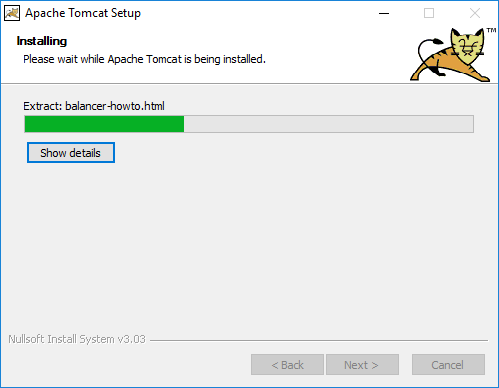 Apache Tomcat Setup
Installing
Please wait while Apache Tomcat is being installed.
TM
Extract: balancer-howto.html
Show details
Nullsoft Install System v3.03
< Back
Next >
Cancel